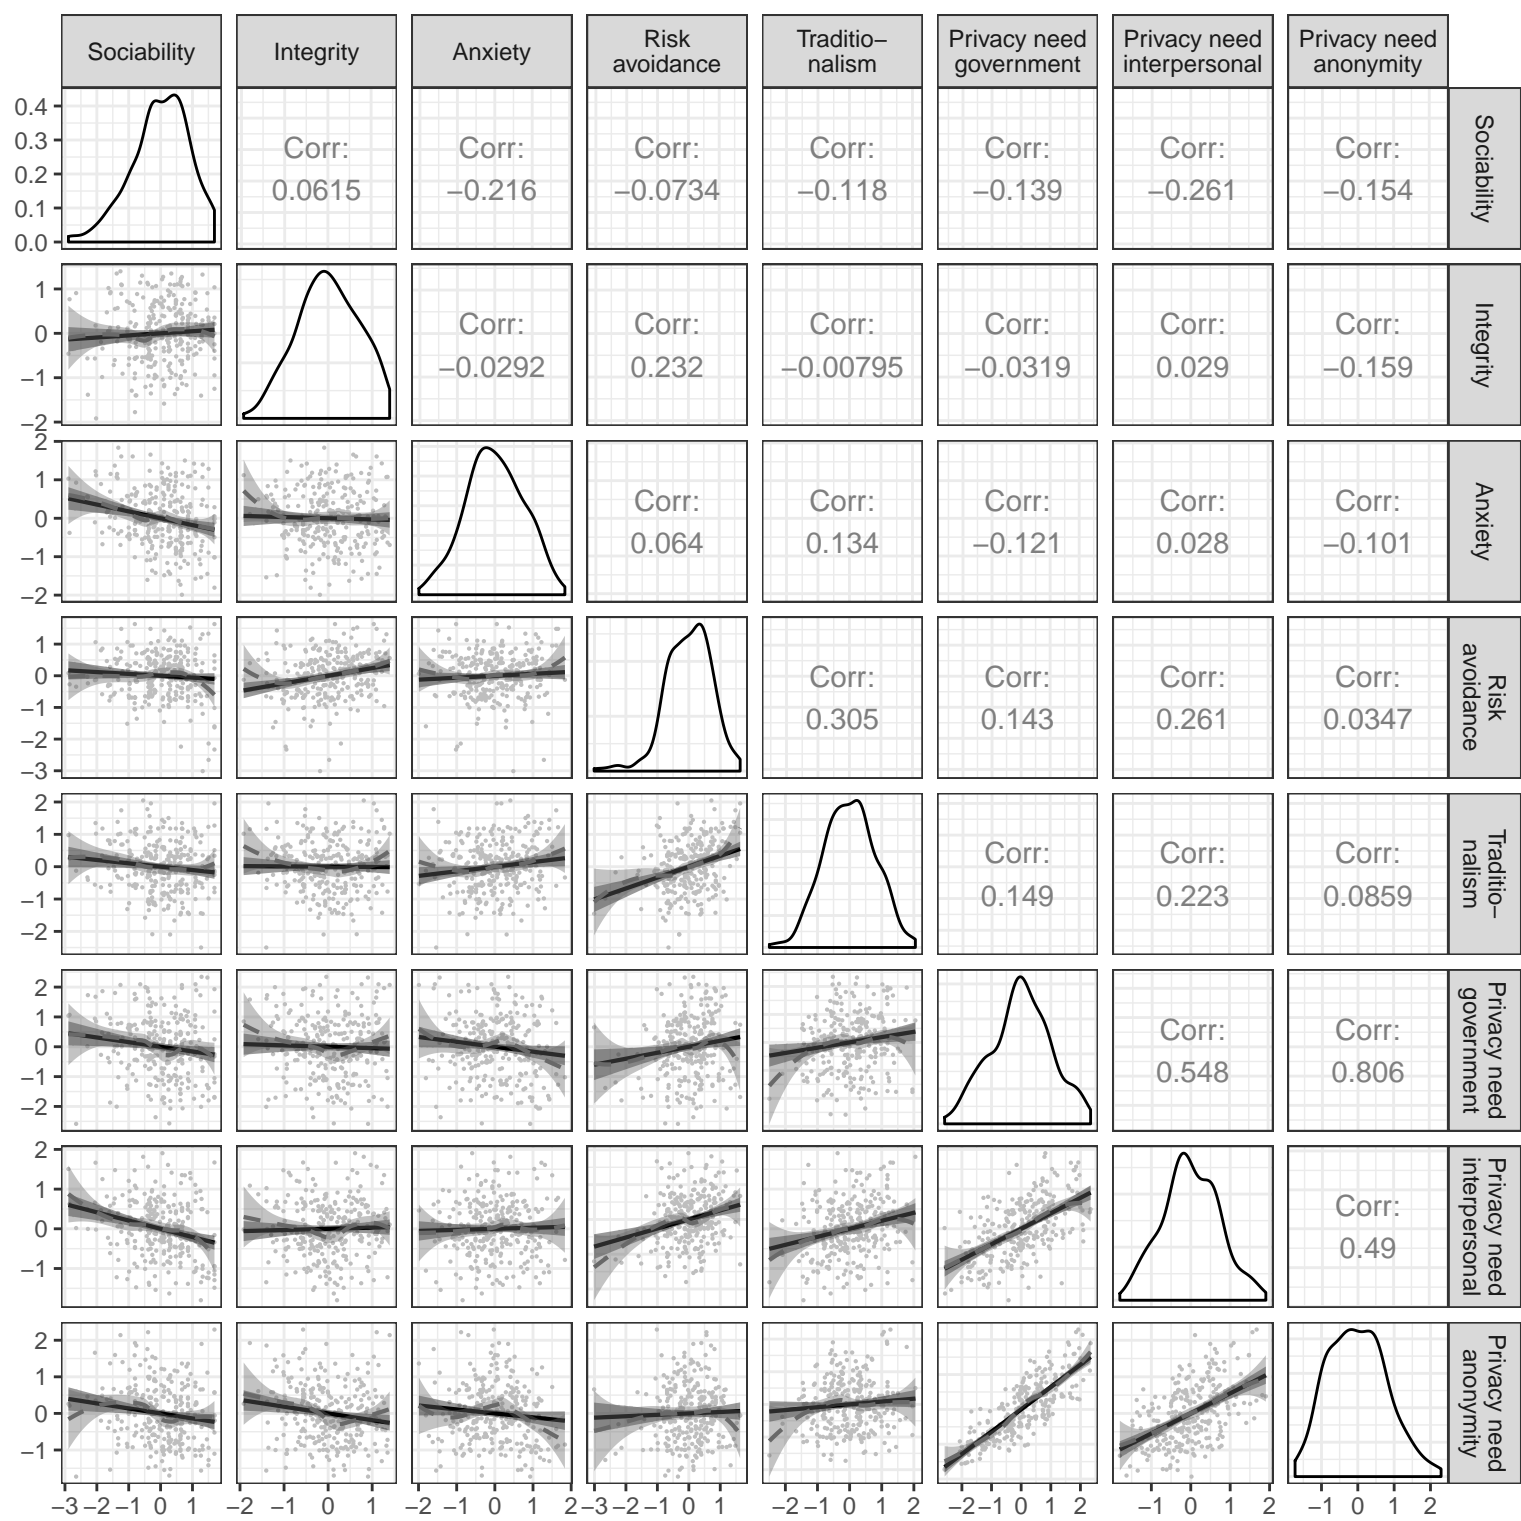 Sociability
Integrity
Anxiety
Risk
avoidance
Traditio–
nalism
Privacy need
government
Privacy need
interpersonal
Privacy need
anonymity
0.4
0.3
0.2
0.1
0.0
Corr:
0.0615
Corr:
−0.216
Corr:
−0.0734
Corr:
−0.118
Corr:
−0.139
Corr:
−0.261
Corr:
−0.154
Sociability
1
0
−1
−2
Corr:
−0.0292
Corr:
0.232
Corr:
−0.00795
Corr:
−0.0319
Corr:
0.029
Corr:
−0.159
Integrity
2
1
0
−1
−2
Corr:
0.064
Corr:
0.134
Corr:
−0.121
Corr:
0.028
Corr:
−0.101
Anxiety
1
0
−1
−2
−3
Corr:
0.305
Corr:
0.143
Corr:
0.261
Corr:
0.0347
Risk
avoidance
2
1
0
−1
−2
Corr:
0.149
Corr:
0.223
Corr:
0.0859
Traditio–
nalism
2
1
0
−1
−2
Corr:
0.548
Corr:
0.806
Privacy need
government
2
1
0
−1
Corr:
0.49
Privacy need
interpersonal
2
1
0
−1
Privacy need
anonymity
−3 −2 −1 0 1
−2 −1 0 1
−2 −1 0 1 2
−3 −2 −1 0 1
−2 −1 0 1 2
−2 −1 0 1 2
−1 0 1 2
−1 0 1 2